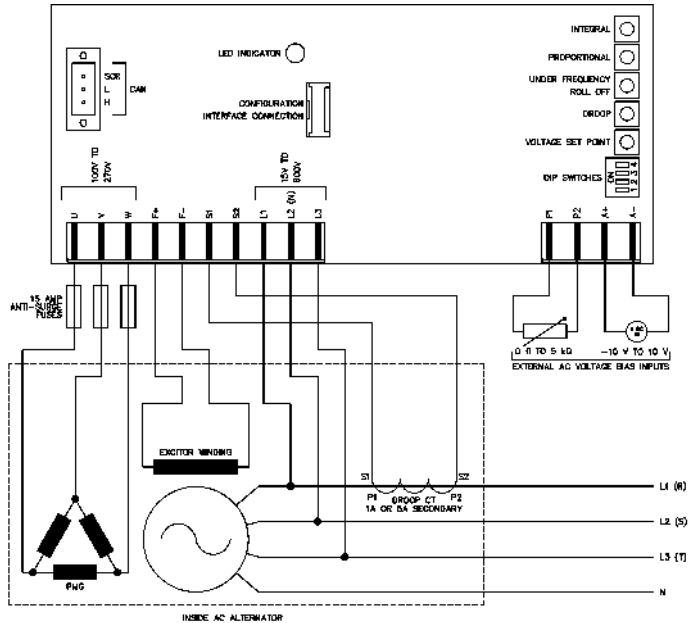 INTEGRAL
PROPORTIONAL
UNDER FREQUENCY
ROLL OFF
DROOP
VOLTAGE SET POINT
DIP SWITCHES
ON
4
3
2
1
LED INDICATOR
SCR
L
H
CAN
CONFIGURATION
INTERFACE CONNECTION
100V TO
270V
15V TO
600V
U
V
W
F+
F-
S1
S2
L1
L2 (N)
L3
P1
P2
A+
A-
15 AMP
ANTI-SURGE
FUSES
0 Ω TO 5 kΩ
-10 V TO 10 V
EXTERNAL AC VOLTAGE BIAS INPUTS
EXCITOR WINDING
S1
S2
P1
DROOP CT
P2
1A OR 5A SECONDARY
L1 (R)
L2 (S)
L3 (T)
N
PMG
INSIDE AC ALTERNATOR